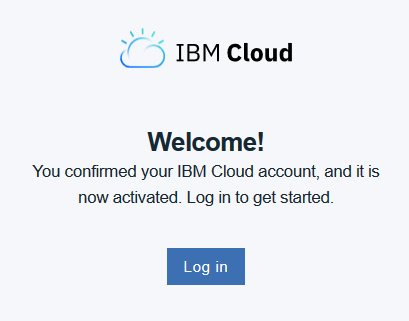 IBM Cloud
Welcome!
You confirmed your IBM Cloud account, and it is
now activated. Log in to get started.
Log in